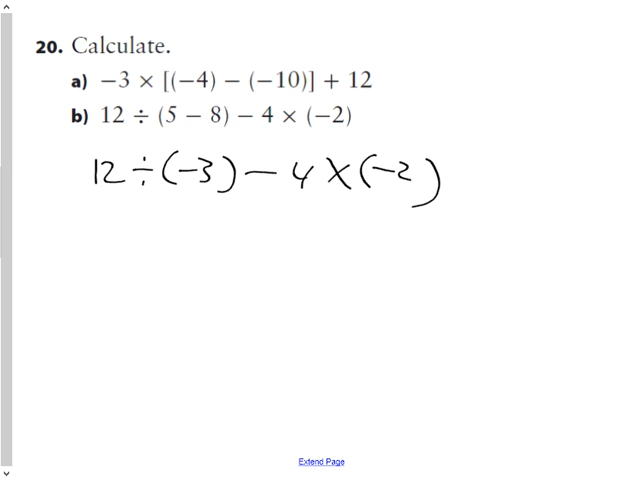 20. Calculate.
a) −3 × [(−4) − (−10)] + 12
b) 12 ÷ (5 − 8) − 4 × (−2)
12 ÷ (−3) − 4 × (−2)
Extend Page